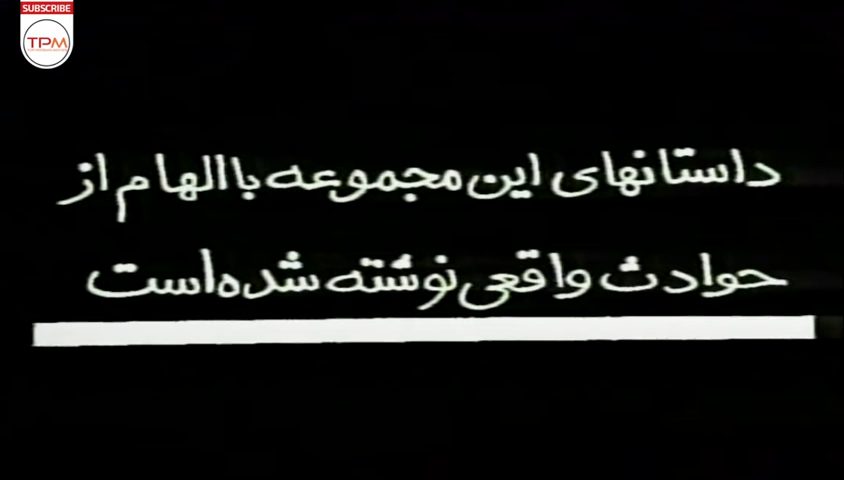 SUBSCRIBE
TPM
داستانهای این مجموعه با الهام از
حوادث واقعی نوشته شده است